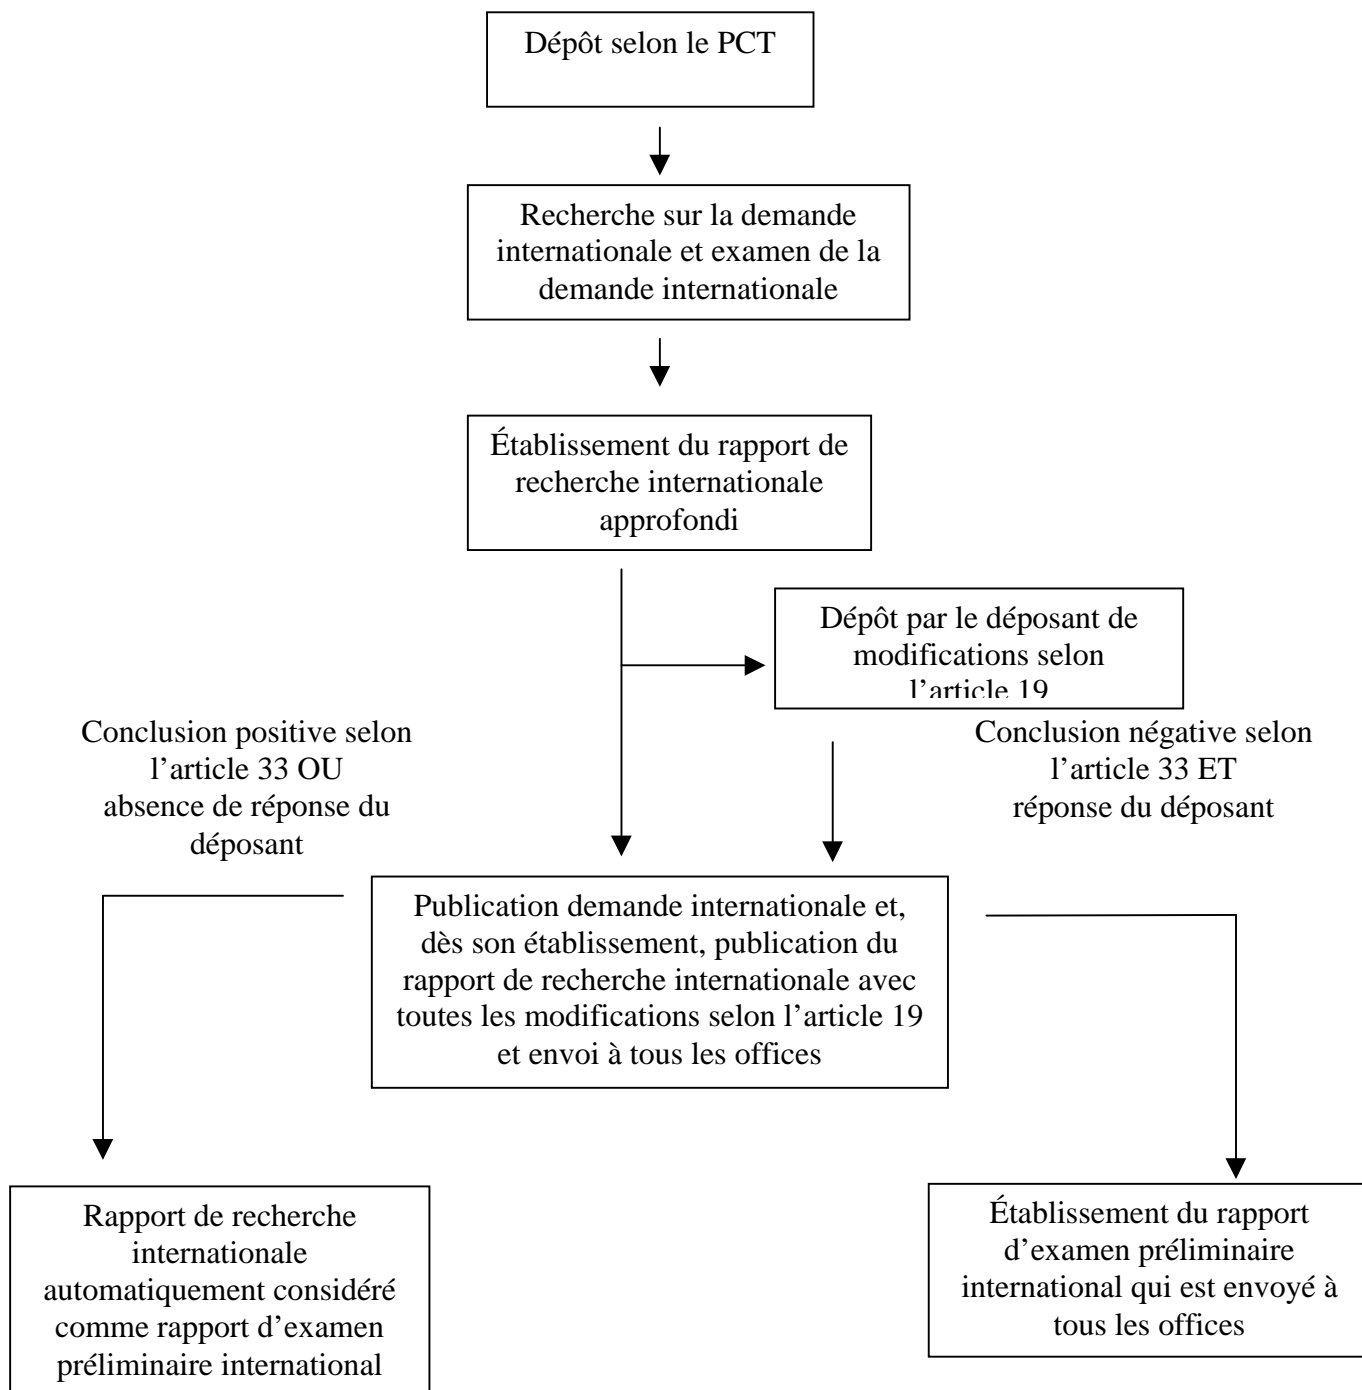 Dépôt selon le PCT
Recherche sur la demande
internationale et examen de la
demande internationale
Établissement du rapport de
recherche internationale
approfondi
Dépôt par le déposant de
modifications selon
l’article 19
Conclusion positive selon
l’article 33 OU
absence de réponse du
déposant
Conclusion négative selon
l’article 33 ET
réponse du déposant
Publication demande internationale et,
dès son établissement, publication du
rapport de recherche internationale avec
toutes les modifications selon l’article 19
et envoi à tous les offices
Rapport de recherche
internationale
automatiquement considéré
comme rapport d’examen
préliminaire international
Établissement du rapport
d’examen préliminaire
international qui est envoyé à
tous les offices